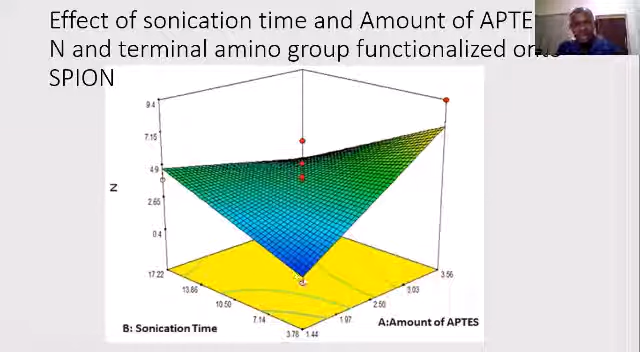 Effect of sonication time and Amount of APTE
N and terminal amino group functionalized onto
SPION
9.4
7.15
4.9
2.65
0.4
N
17.22
13.86
10.50
7.14
3.78
1.44
1.97
2.50
3.03
3.56
B: Sonication Time
A:Amount of APTES